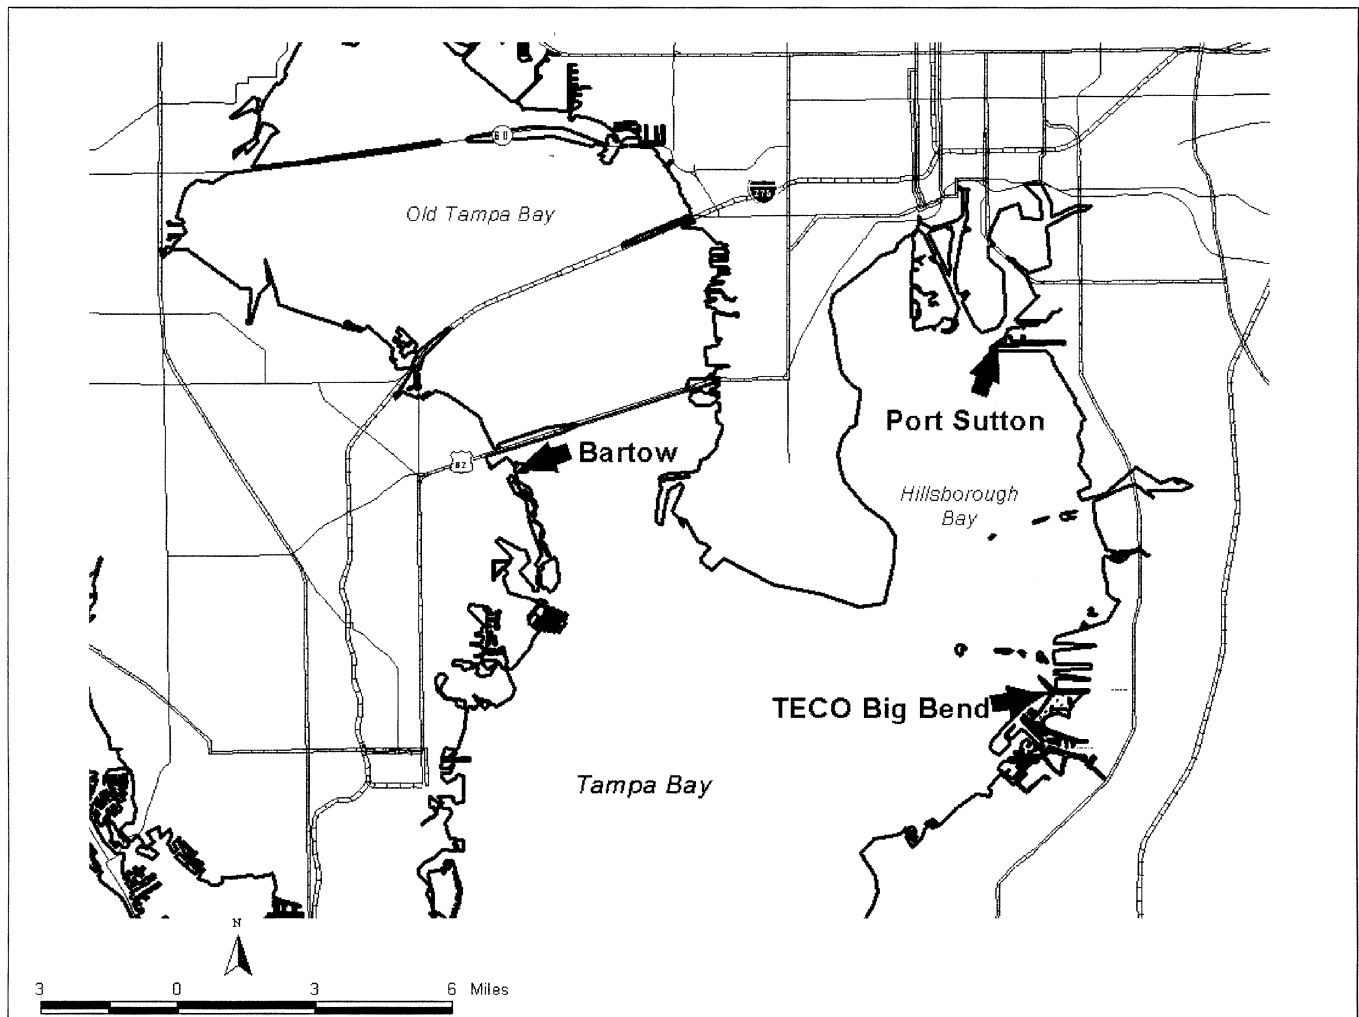 60
275
Old Tampa Bay
Port Sutton
Bartow
92
Hillsborough
Bay
TECO Big Bend
Tampa Bay
N
3 0 3 6 Miles